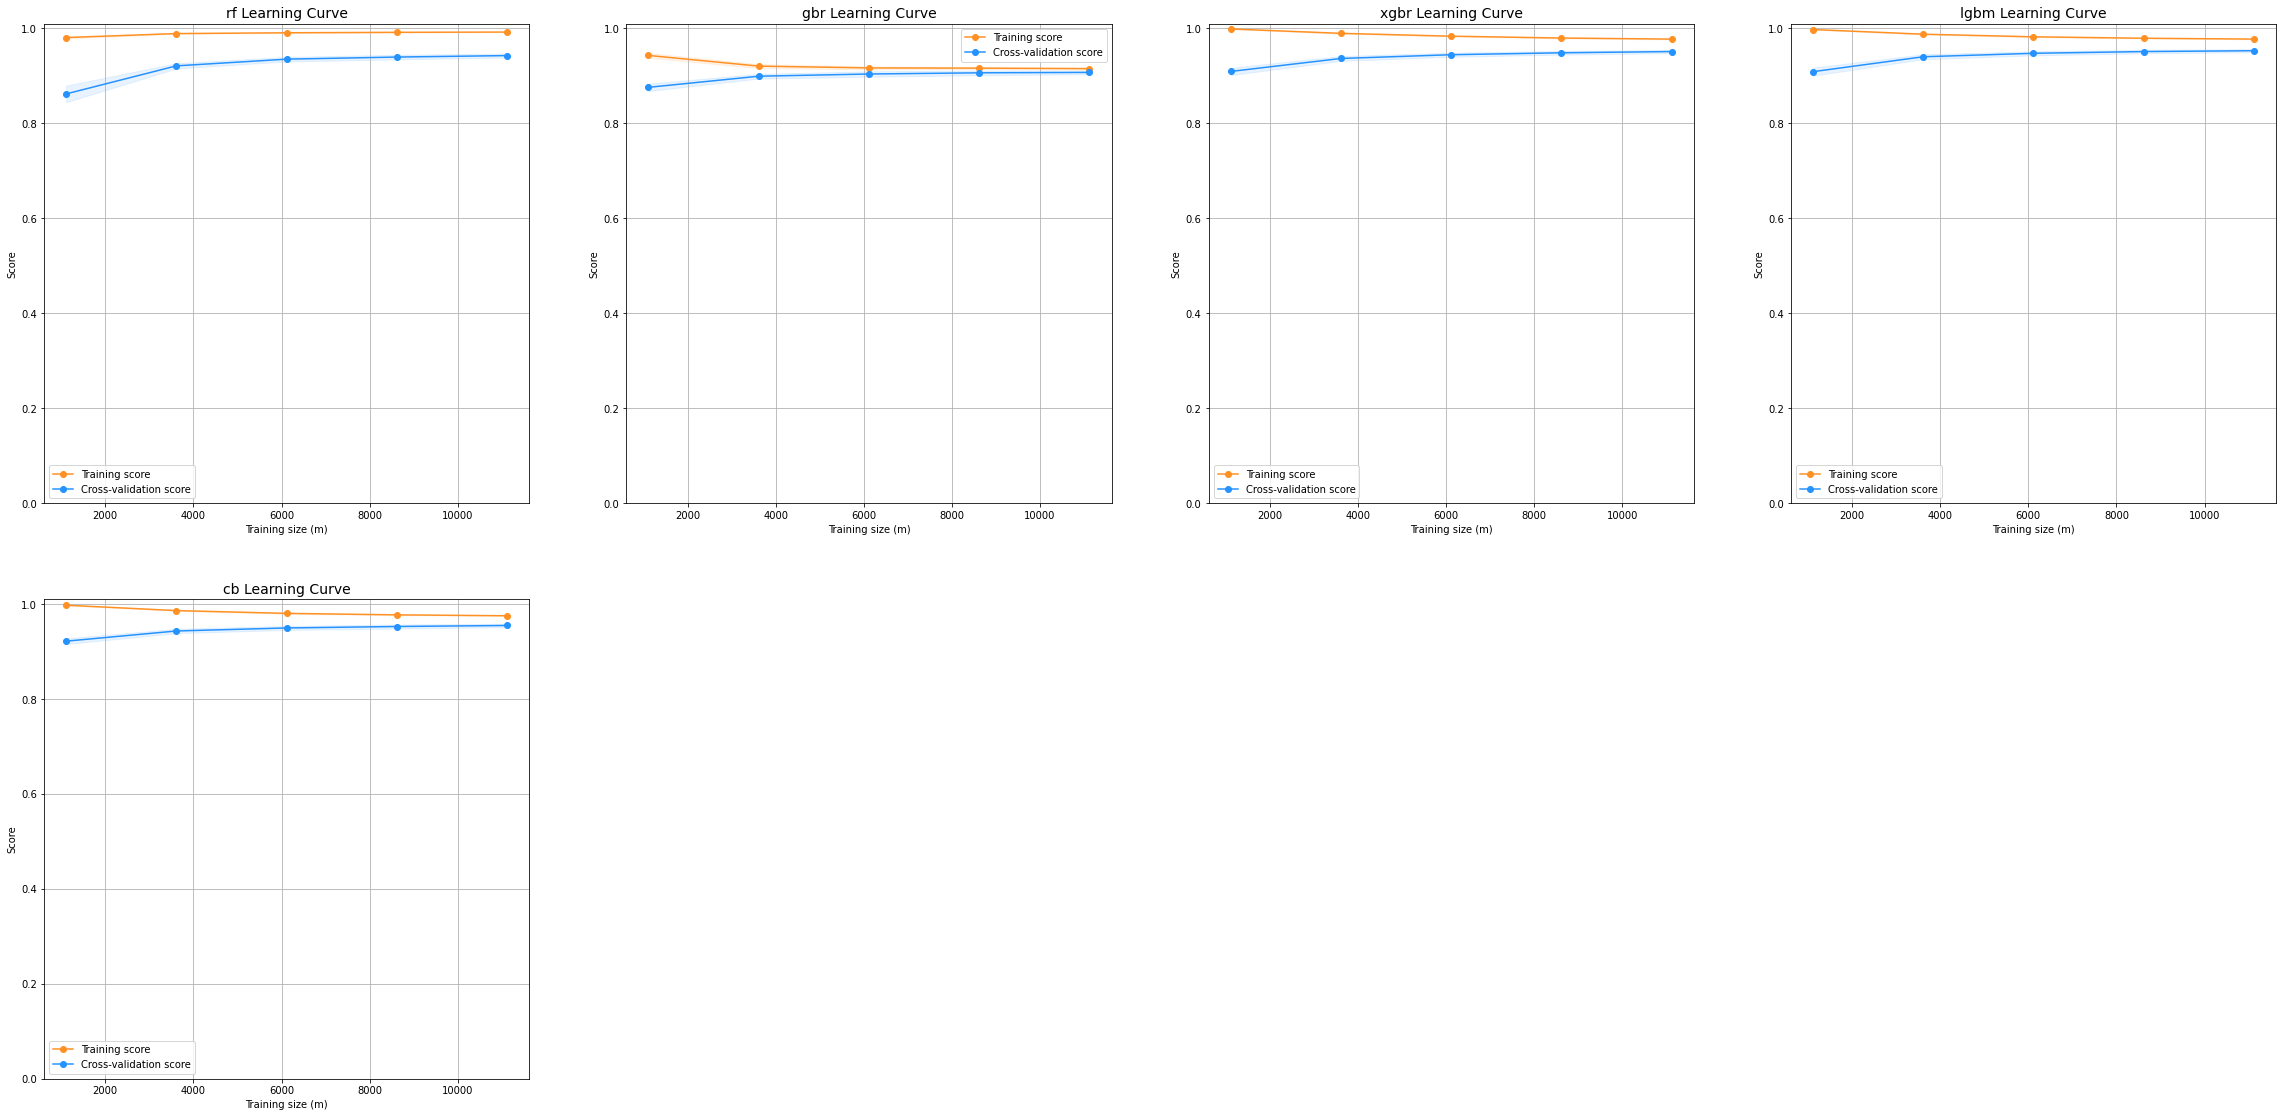 rf Learning Curve
1.0
0.8
0.6
0.4
0.2
0.0
Score
Training score
Cross-validation score
2000 4000 6000 8000 10000
Training size (m)
gbr Learning Curve
1.0
0.8
0.6
0.4
0.2
0.0
Score
Training score
Cross-validation score
2000 4000 6000 8000 10000
Training size (m)
xgbr Learning Curve
1.0
0.8
0.6
0.4
0.2
0.0
Score
Training score
Cross-validation score
2000 4000 6000 8000 10000
Training size (m)
lgbm Learning Curve
1.0
0.8
0.6
0.4
0.2
0.0
Score
Training score
Cross-validation score
2000 4000 6000 8000 10000
Training size (m)
cb Learning Curve
1.0
0.8
0.6
0.4
0.2
0.0
Score
Training score
Cross-validation score
2000 4000 6000 8000 10000
Training size (m)